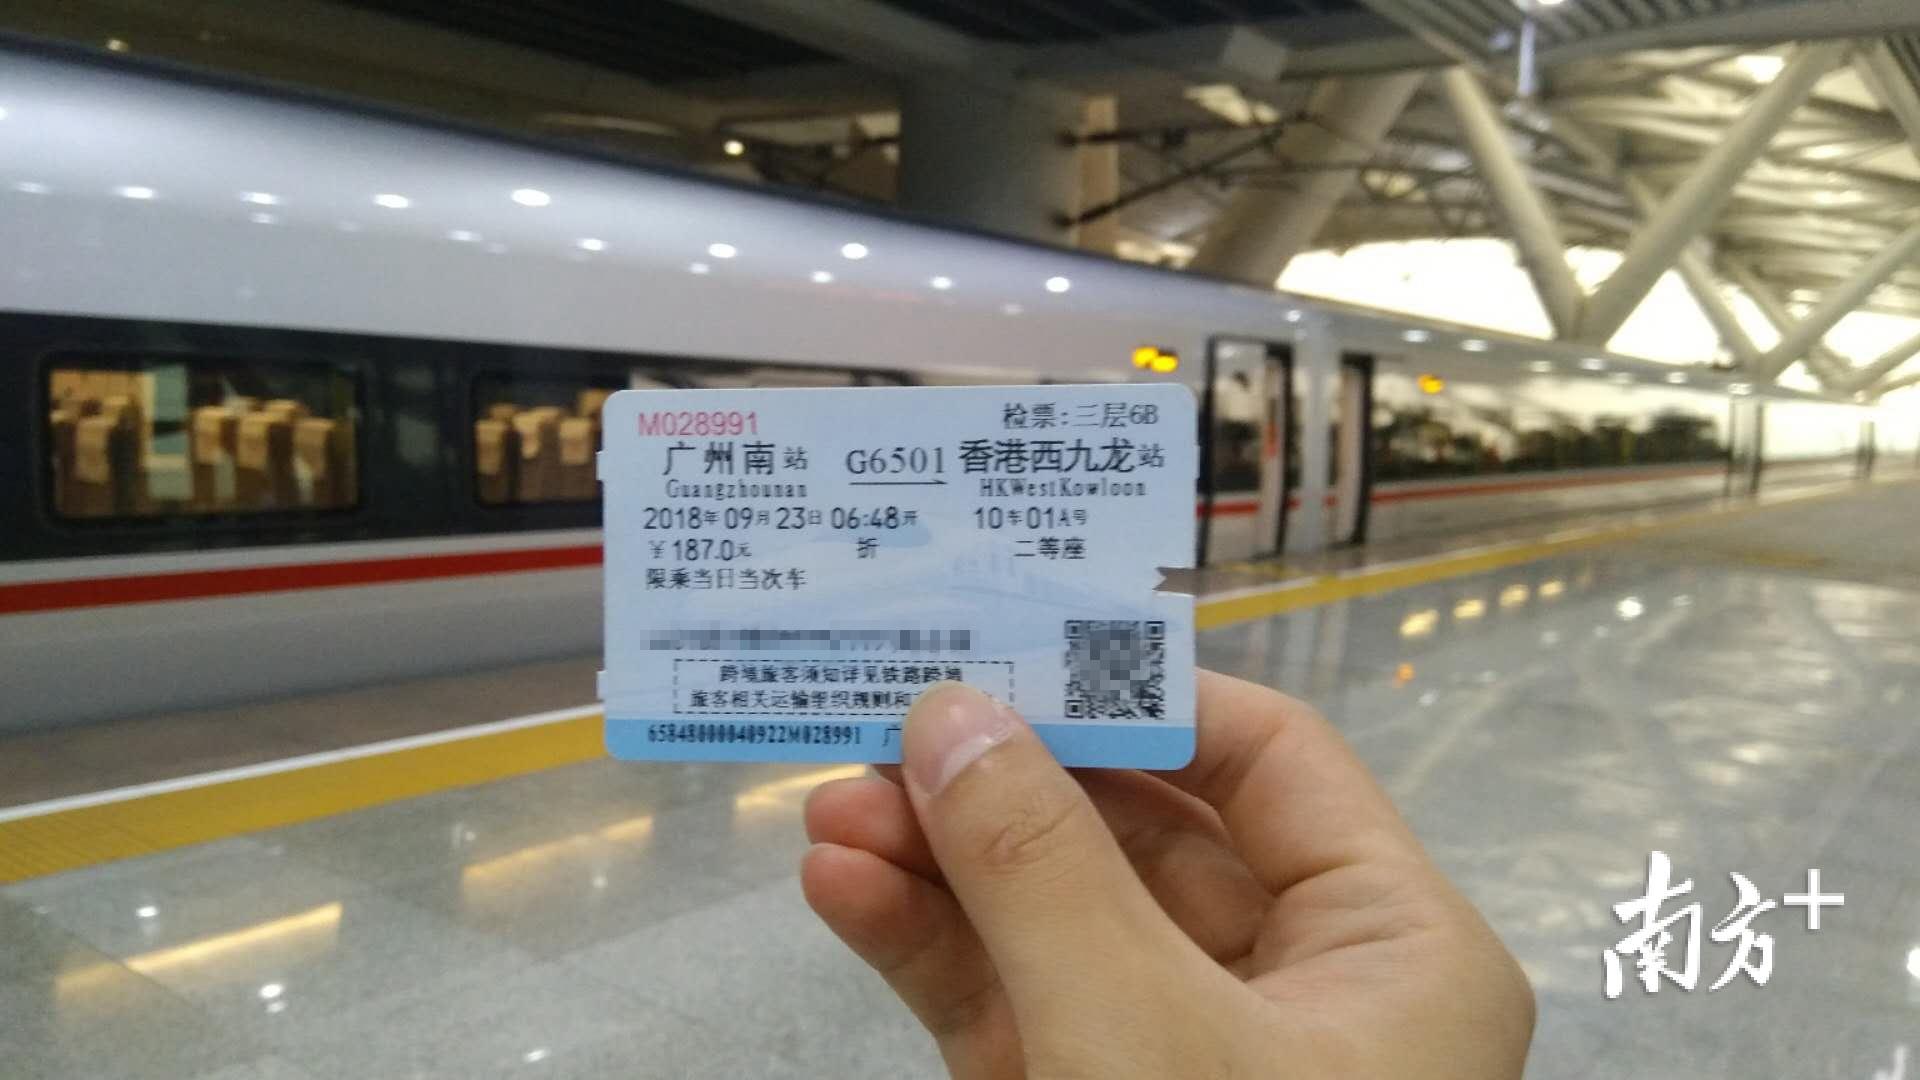 M028991
检票:三层6B
广州南站 G6501 香港西九龙站
Guangzhounan HKWestKowloon
2018年09月23日06:48开 10车01A号
￥187.0元 折 二等座
限乘当日当次车
跨境旅客须知详见铁路跨境
旅客相关运输组织规则和
65848000040922M028991 广
南方+